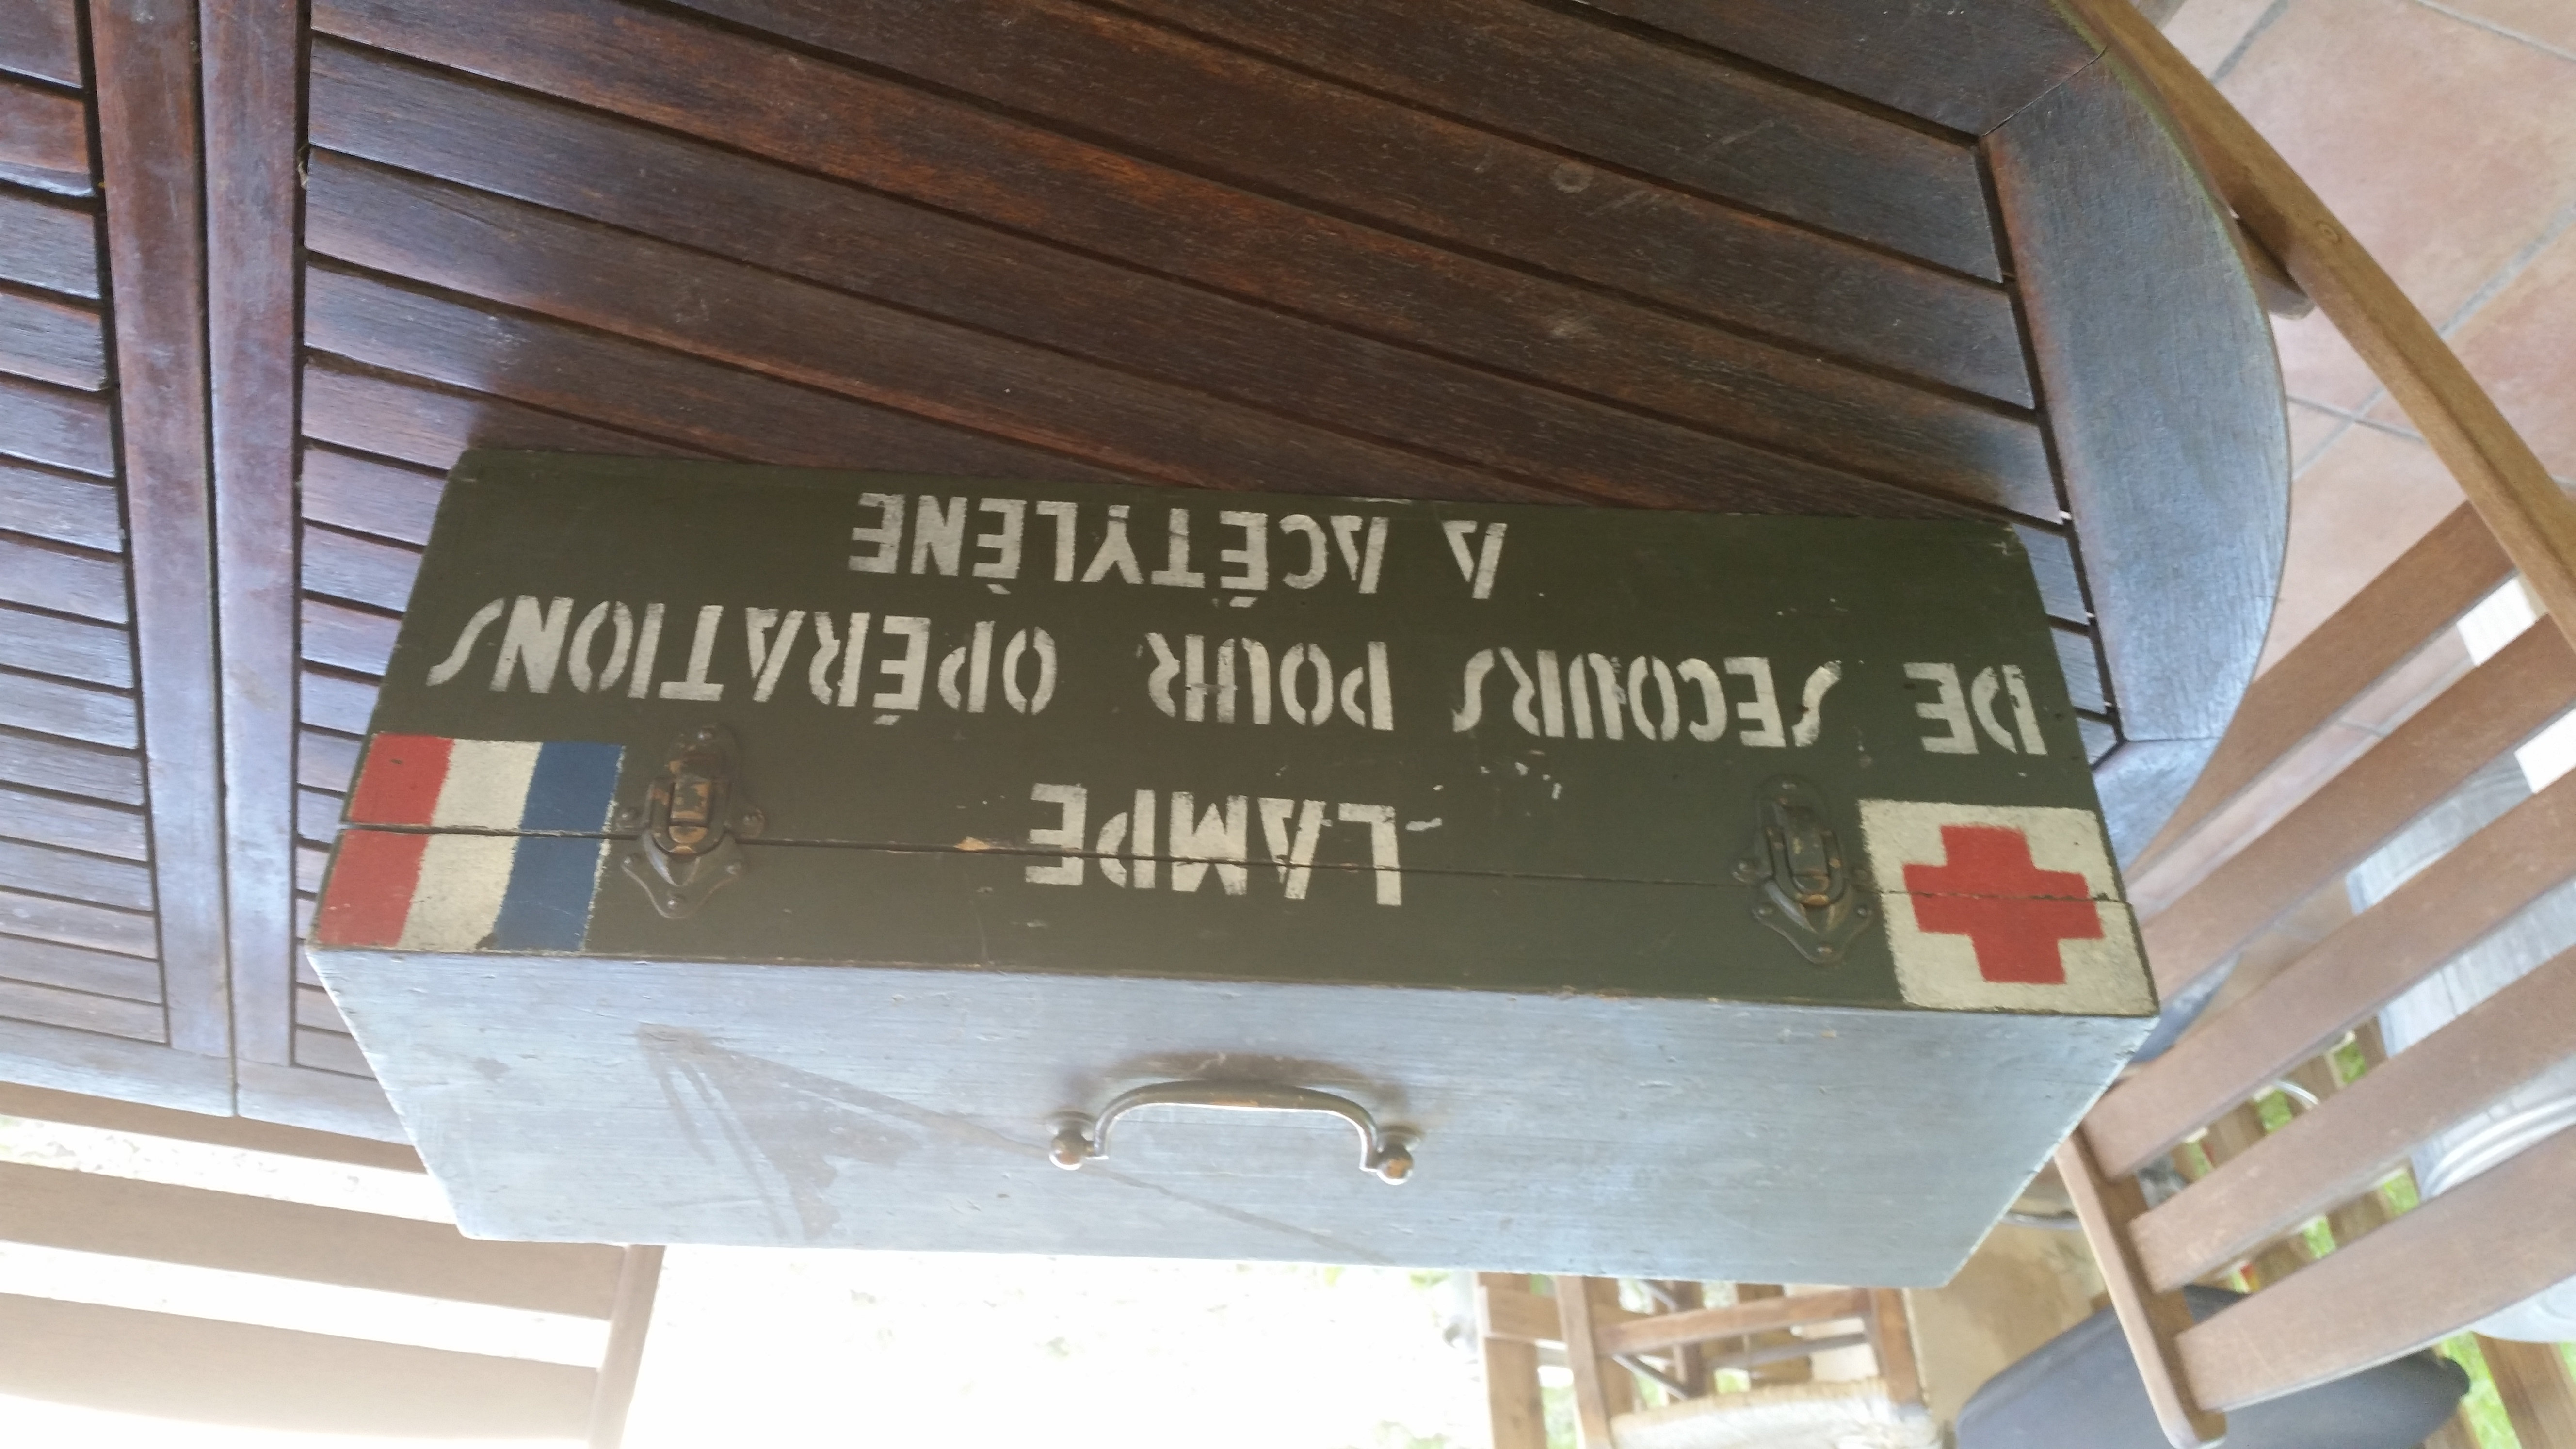 LAMPE
DE SECOURS POUR OPÉRATIONS
A ACÉTYLÈNE